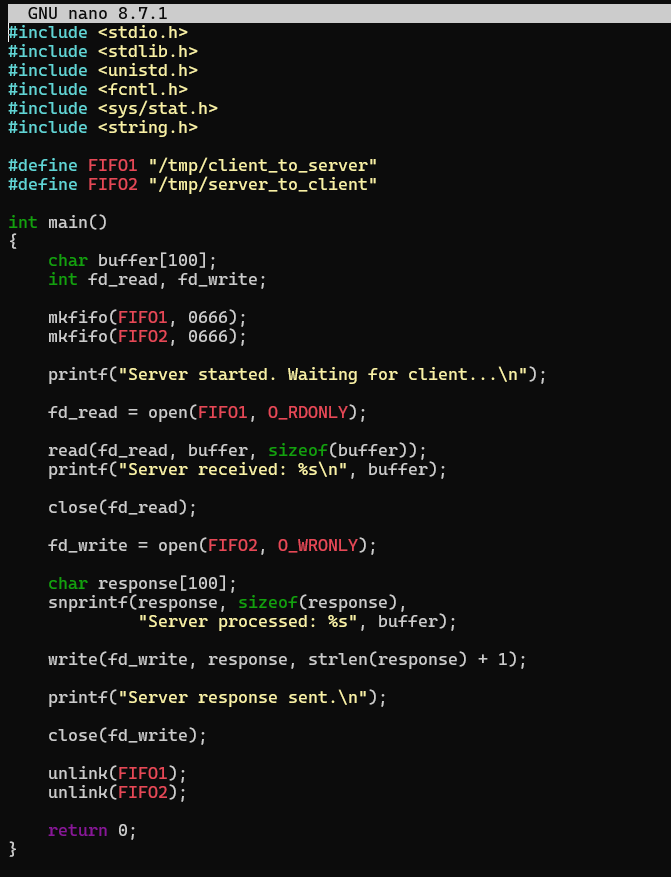 GNU nano 8.7.1
#include <stdio.h>
#include <stdlib.h>
#include <unistd.h>
#include <fcntl.h>
#include <sys/stat.h>
#include <string.h>

#define FIFO1 "/tmp/client_to_server"
#define FIFO2 "/tmp/server_to_client"

int main()
{
    char buffer[100];
    int fd_read, fd_write;

    mkfifo(FIFO1, 0666);
    mkfifo(FIFO2, 0666);

    printf("Server started. Waiting for client...\n");

    fd_read = open(FIFO1, O_RDONLY);

    read(fd_read, buffer, sizeof(buffer));
    printf("Server received: %s\n", buffer);

    close(fd_read);

    fd_write = open(FIFO2, O_WRONLY);

    char response[100];
    snprintf(response, sizeof(response),
             "Server processed: %s", buffer);

    write(fd_write, response, strlen(response) + 1);

    printf("Server response sent.\n");

    close(fd_write);

    unlink(FIFO1);
    unlink(FIFO2);

    return 0;
}